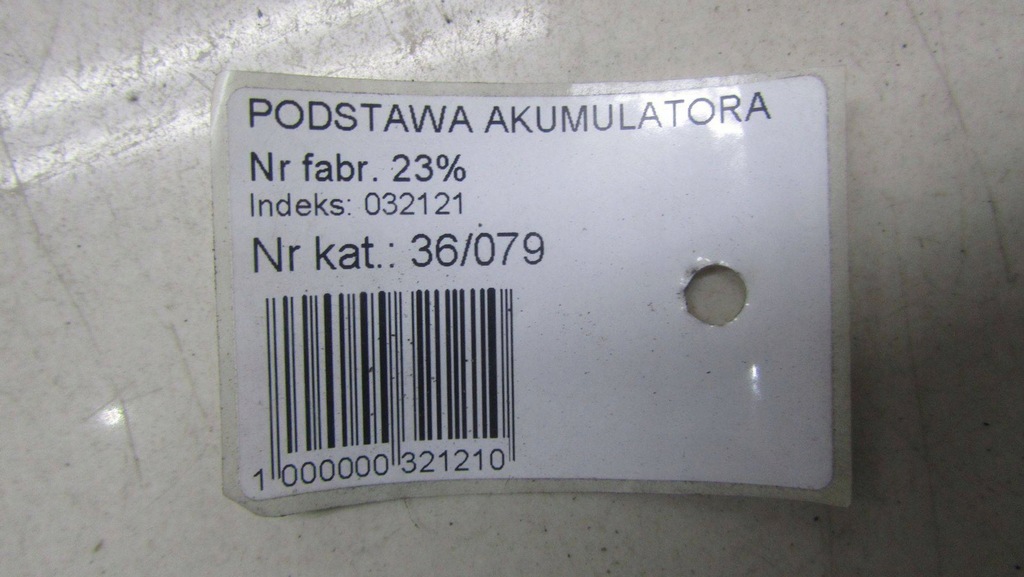 PODSTAWA AKUMULATORA
Nr fabr. 23%
Indeks: 032121
Nr kat.: 36/079
1 000000 321210